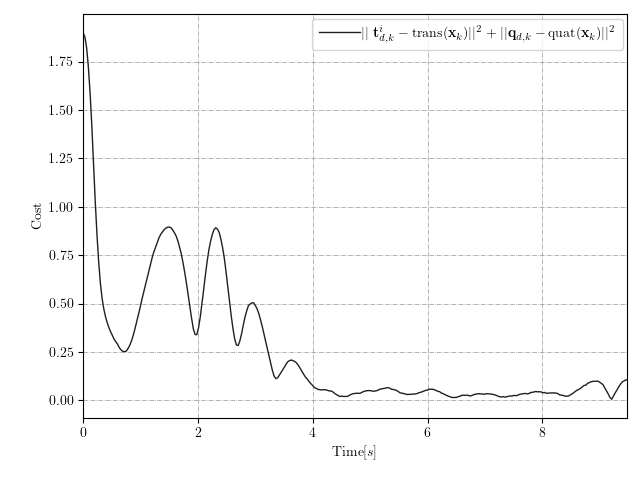 || t^i_{d,k} − trans(x_k)||^2 + ||q_{d,k} − quat(x_k)||^2
1.75
1.50
1.25
1.00
0.75
0.50
0.25
0.00
Cost
0 2 4 6 8
Time[s]